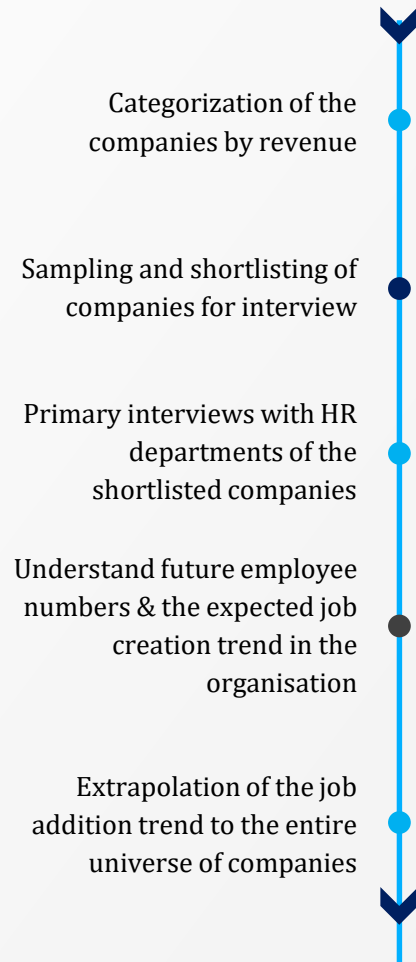 Categorization of the
companies by revenue
Sampling and shortlisting of
companies for interview
Primary interviews with HR
departments of the
shortlisted companies
Understand future employee
numbers & the expected job
creation trend in the
organisation
Extrapolation of the job
addition trend to the entire
universe of companies